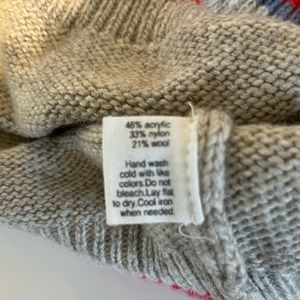 46% acrylic
33% nylon
21% wool
Hand wash
cold with like
colors.Do not
bleach.Lay flat
to dry.Cool iron
when needed.